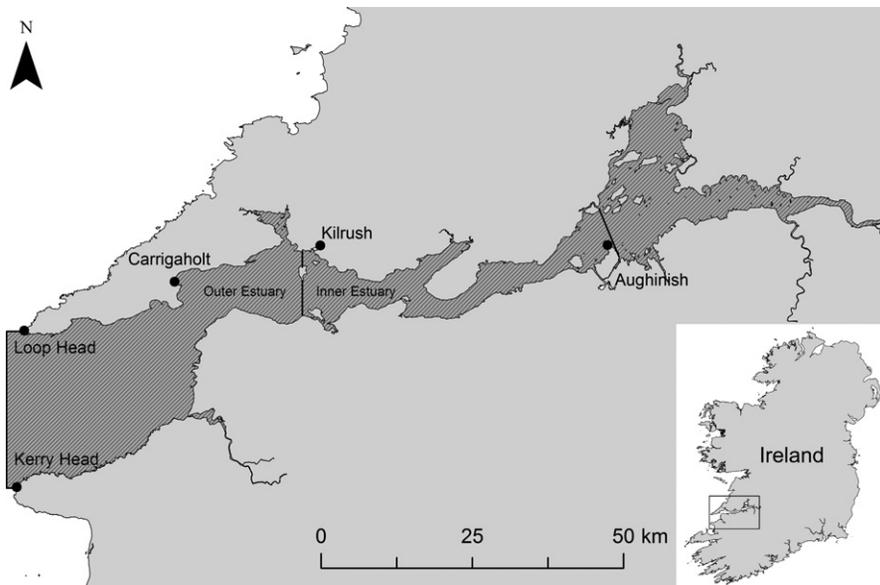 N
Kilrush
Carrigaholt
Outer Estuary
Inner Estuary
Aughinish
Loop Head
Kerry Head
Ireland
0 25 50 km